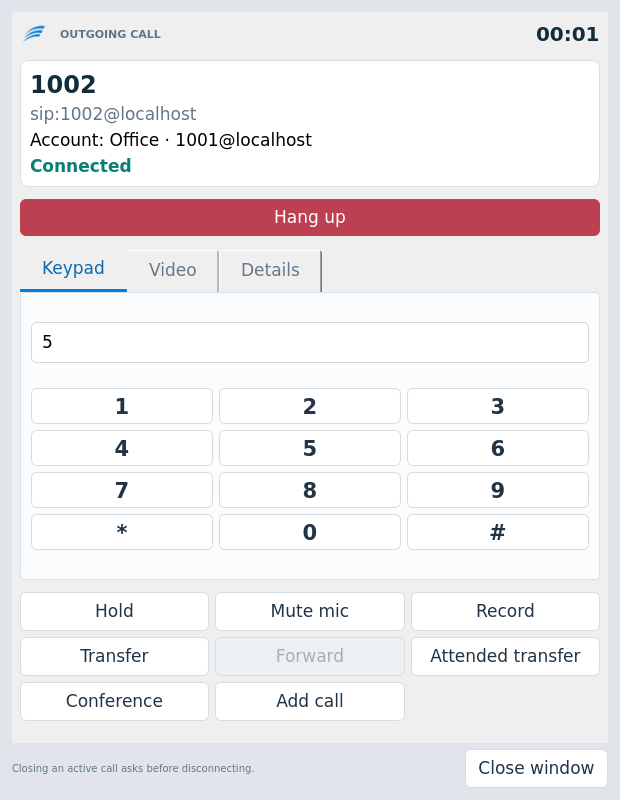 OUTGOING CALL 00:01
1002
sip:1002@localhost
Account: Office · 1001@localhost
Connected
Hang up
Keypad Video Details
5
1 2 3
4 5 6
7 8 9
* 0 #
Hold Mute mic Record
Transfer Forward Attended transfer
Conference Add call
Closing an active call asks before disconnecting. Close window